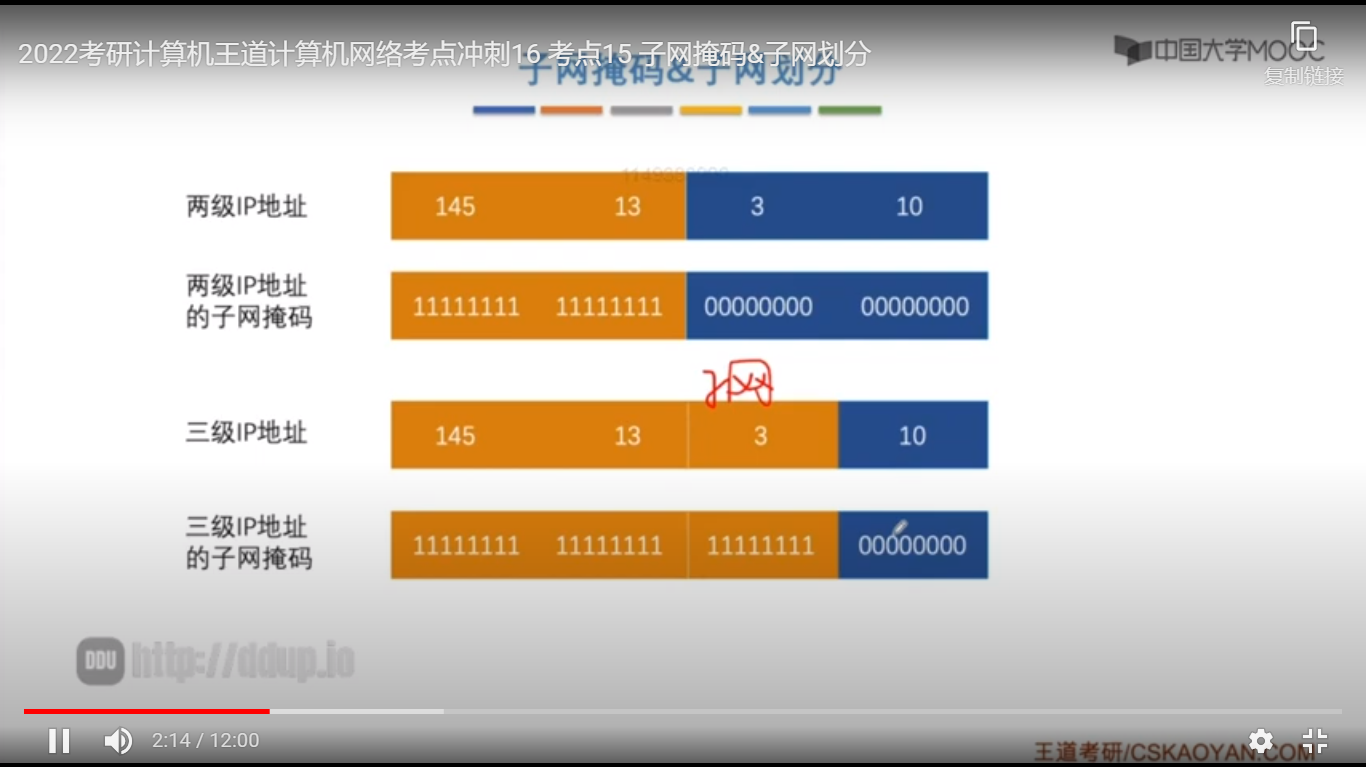 2022考研计算机王道计算机网络考点冲刺16 考点15 子网掩码&子网划分
中国大学MOOC
复制链接
子网掩码&子网划分
两级IP地址 145 13 3 10
两级IP地址
的子网掩码
11111111 11111111 00000000 00000000
子网
三级IP地址 145 13 3 10
三级IP地址
的子网掩码
11111111 11111111 11111111 00000000
DDU http://ddup.io
2:14 / 12:00
王道考研/CSKAOYAN.COM